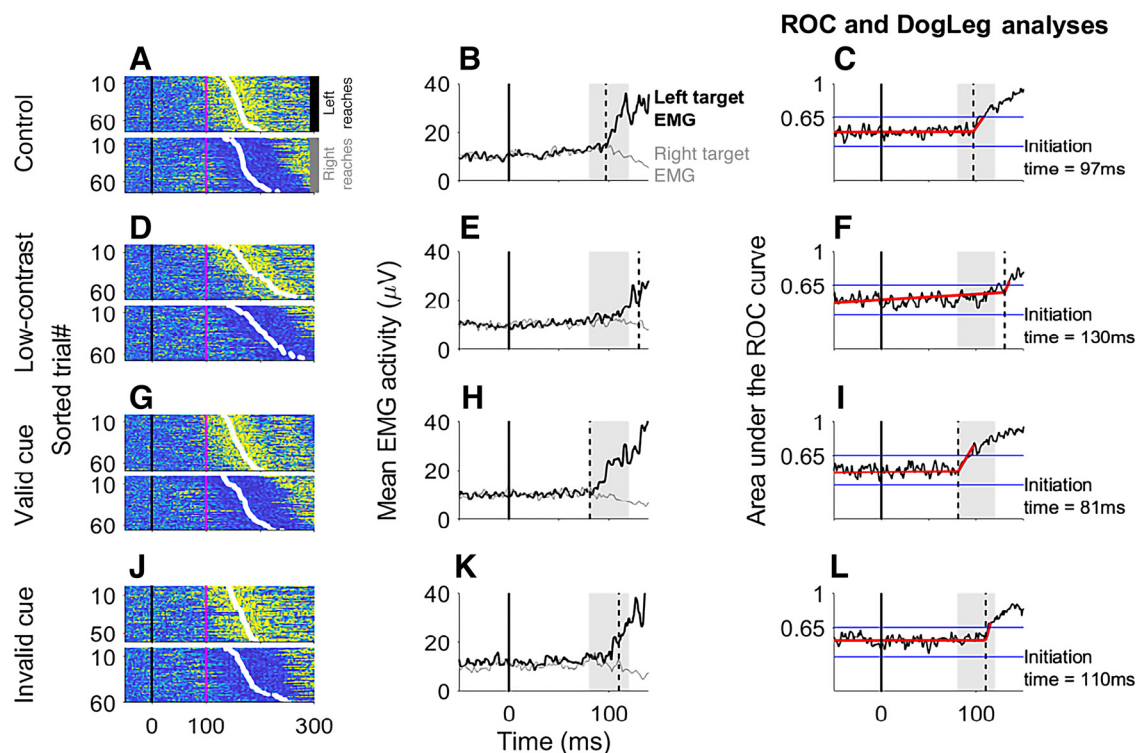 ROC and DogLeg analyses
A
B
C
Control
10
60
10
60
Left
reaches
Right
reaches
40
20
0
Left target
EMG
Right target
EMG
1
0.65
Initiation
time = 97ms
D
E
F
Low-contrast
10
60
10
60
40
20
0
1
0.65
Initiation
time = 130ms
Sorted trial#
Mean EMG activity (μV)
Area under the ROC curve
G
H
I
Valid cue
10
60
10
60
40
20
0
1
0.65
Initiation
time = 81ms
J
K
L
Invalid cue
10
50
10
60
40
20
0
1
0.65
Initiation
time = 110ms
0 100 300
0 100
0 100
Time (ms)